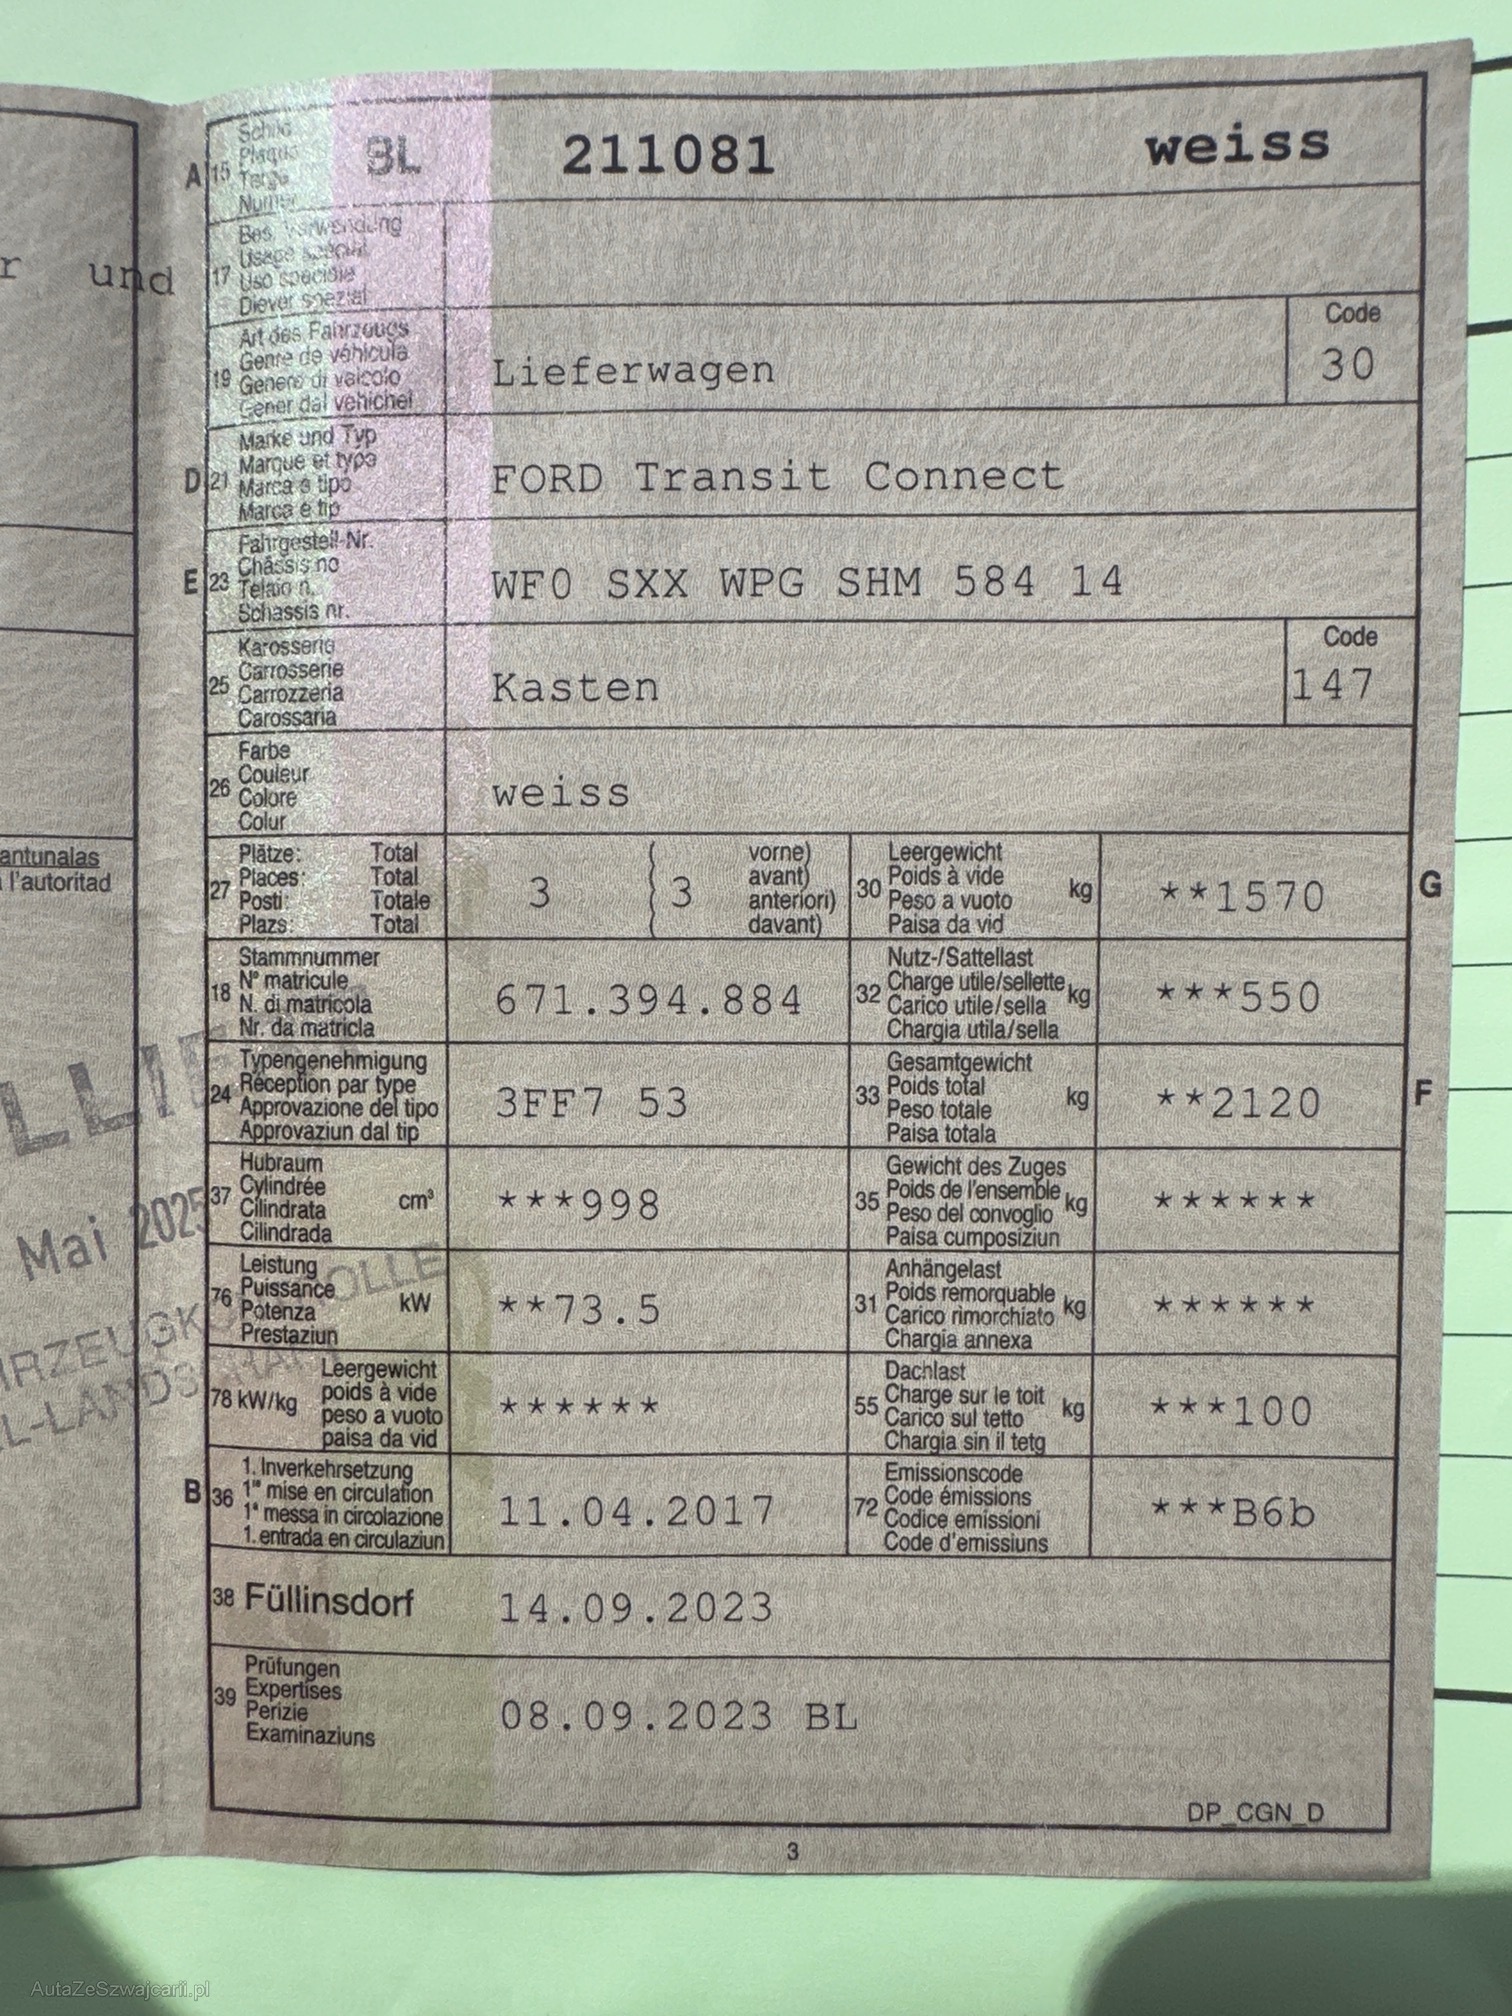 r und
antunalas
l'autoritad
Mai 2025
A 15 Plaque
BL 211081 weiss
17 Bes. Verwendung
Usage spécial
Uso speciale
Diever spezial
19 Art des Fahrzeugs
Genre de véhicule
Genere di veicolo
Gener dal vehichel
Lieferwagen
Code
30
D 21 Marke und Typ
Marque et type
Marca e tipo
Marca e tip
FORD Transit Connect
E 23 Fahrgestell-Nr.
Châssis no
Telaio n.
Schassis nr.
WF0 SXX WPG SHM 584 14
25 Karosserie
Carrosserie
Carrozzeria
Carossaria
Kasten
Code
147
26 Farbe
Couleur
Colore
Colur
weiss
27 Plätze: Total
Places: Total
Posti: Totale
Plazs: Total
3 (3 vorne)
avant)
anteriori)
davant)
30 Leergewicht
Poids à vide
Peso a vuoto
Paisa da vid
kg
**1570
G
18 Stammnummer
N° matricule
N. di matricola
Nr. da matricla
671.394.884
32 Nutz-/Sattellast
Charge utile/sellette
Carico utile/sella
Chargia utila/sella
kg
***550
24 Typengenehmigung
Réception par type
Approvazione del tipo
Approvaziun dal tip
3FF7 53
33 Gesamtgewicht
Poids total
Peso totale
Paisa totala
kg
**2120
F
37 Hubraum
Cylindrée
Cilindrata
Cilindrada
cm³
***998
35 Gewicht des Zuges
Poids de l'ensemble
Peso del convoglio
Paisa cumposiziun
kg
******
76 Leistung
Puissance
Potenza
Prestaziun
kW
**73.5
31 Anhängelast
Poids remorquable
Carico rimorchiato
Chargia annexa
kg
******
78 kW/kg
Leergewicht
poids à vide
peso a vuoto
paisa da vid
******
55 Dachlast
Charge sur le toit
Carico sul tetto
Chargia sin il tetg
kg
***100
B 36 1. Inverkehrsetzung
1re mise en circulation
1a messa in circolazione
1. entrada en circulaziun
11.04.2017
72 Emissionscode
Code émissions
Codice emissioni
Code d'emissiuns
***B6b
38 Füllinsdorf 14.09.2023
39 Prüfungen
Expertises
Perizie
Examinaziuns
08.09.2023 BL
DP_CGN_D
3
AutaZeSzwajcarii.pl